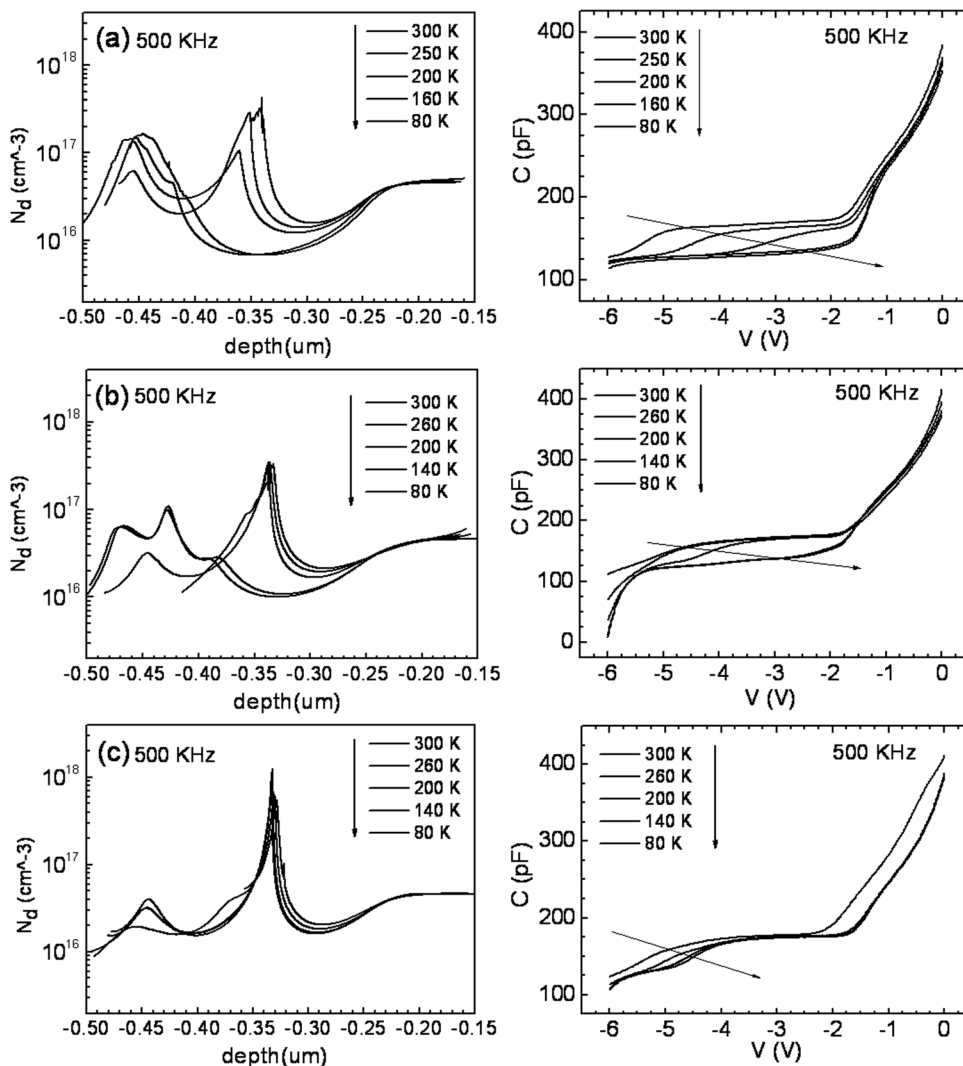 (a) 500 KHz
300 K
250 K
200 K
160 K
80 K
10^18
10^17
10^16
N_d (cm^-3)
-0.50 -0.45 -0.40 -0.35 -0.30 -0.25 -0.20 -0.15
depth(um)
500 KHz
300 K
250 K
200 K
160 K
80 K
400
300
200
100
C (pF)
-6 -5 -4 -3 -2 -1 0
V (V)
(b) 500 KHz
300 K
260 K
200 K
140 K
80 K
10^18
10^17
10^16
N_d (cm^-3)
-0.50 -0.45 -0.40 -0.35 -0.30 -0.25 -0.20 -0.15
depth(um)
500 KHz
300 K
260 K
200 K
140 K
80 K
400
300
200
100
0
C (pF)
-6 -5 -4 -3 -2 -1 0
V (V)
(c) 500 KHz
300 K
260 K
200 K
140 K
80 K
10^18
10^17
10^16
N_d (cm^-3)
-0.50 -0.45 -0.40 -0.35 -0.30 -0.25 -0.20 -0.15
depth(um)
500 KHz
300 K
260 K
200 K
140 K
80 K
400
300
200
100
C (pF)
-6 -5 -4 -3 -2 -1 0
V (V)